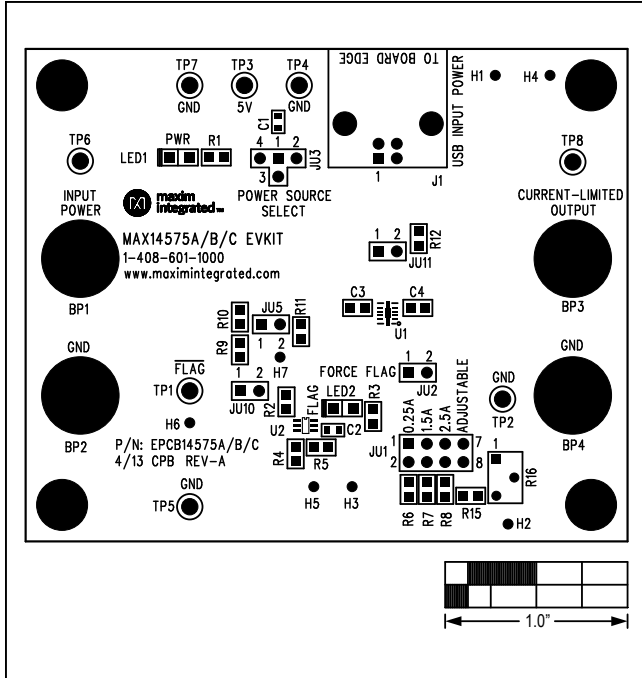 TP7
GND
TP3
5V
TP4
GND
TO BOARD EDGE
USB INPUT POWER
J1
1
H1
H4
C1
TP6
LED1
PWR
R1
4 1 2
3
JU3
POWER SOURCE
SELECT
TP8
INPUT
POWER
maxim
integrated™
CURRENT-LIMITED
OUTPUT
MAX14575A/B/C EVKIT
1-408-601-1000
www.maximintegrated.com
1 2
JU11
R12
BP1
BP3
C3
C4
U1
R10
JU5
1 2
R11
R9
H7
GND
BP2
FLAG
TP1
1 2
JU10
H6
R2
FLAG
FORCE FLAG
LED2
R3
1 2
JU2
GND
TP2
GND
BP4
U2
C2
R4
R5
0.25A
1.5A
2.5A
ADJUSTABLE
1
7
JU1
2
8
1
R16
P/N: EPCB14575A/B/C
4/13 CPB REV-A
GND
TP5
H5
H3
R6
R7
R8
R15
H2
1.0"